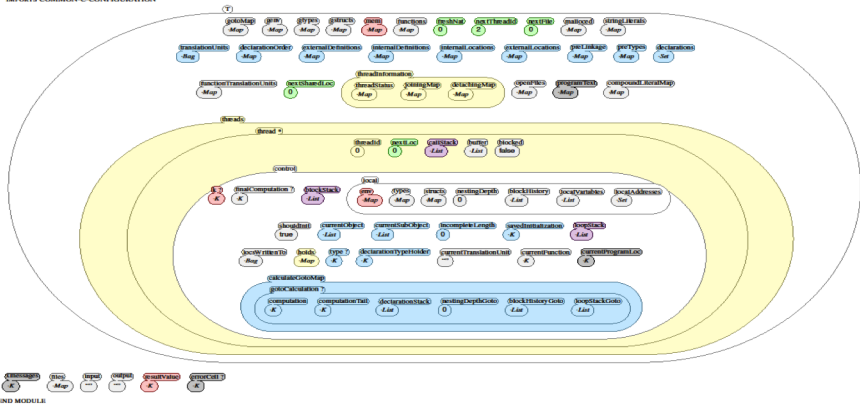 IMPORTS COMMON-C-CONFIGURATION
T
gotoMap genv gtypes gstructs mem functions freshNat nextThreadId nextFile malloced stringLiterals
·Map ·Map ·Map ·Map ·Map ·Map 0 2 0 ·Map ·Map
translationUnits declarationOrder externalDefinitions internalDefinitions internalLocations externalLocations preLinkage preTypes declarations
·Bag ·Map ·Map ·Map ·Map ·Map ·Map ·Map ·Set
functionTranslationUnits nextSharedLoc threadInformation openFiles programText compoundLiteralMap
·Map 0 threadStatus joiningMap detachingMap ·Map ·Map ·Map
·Map ·Map ·Map
threads
thread *
threadId nextLoc callStack buffer blocked
0 0 ·List ·List false
control
k ? finalComputation ? blockStack local
·K ·K ·List env types structs nestingDepth blockHistory localVariables localAddresses
·Map ·Map ·Map 0 ·List ·List ·Set
shouldInit currentObject currentSubObject incompleteLength savedInitialization loopStack
true ·List ·List 0 ·K ·List
locsWrittenTo holds type ? declarationTypeHolder currentTranslationUnit currentFunction currentProgramLoc
·Bag ·Map ·K ·K "" ·K ·K
calculateGotoMap
gotoCalculation ?
computation computationTail declarationStack nestingDepthGoto blockHistoryGoto loopStackGoto
·K ·K ·List 0 ·List ·List
files input output resultValue errorCell ?
·K ·Map "" "" ·K ·K
END MODULE